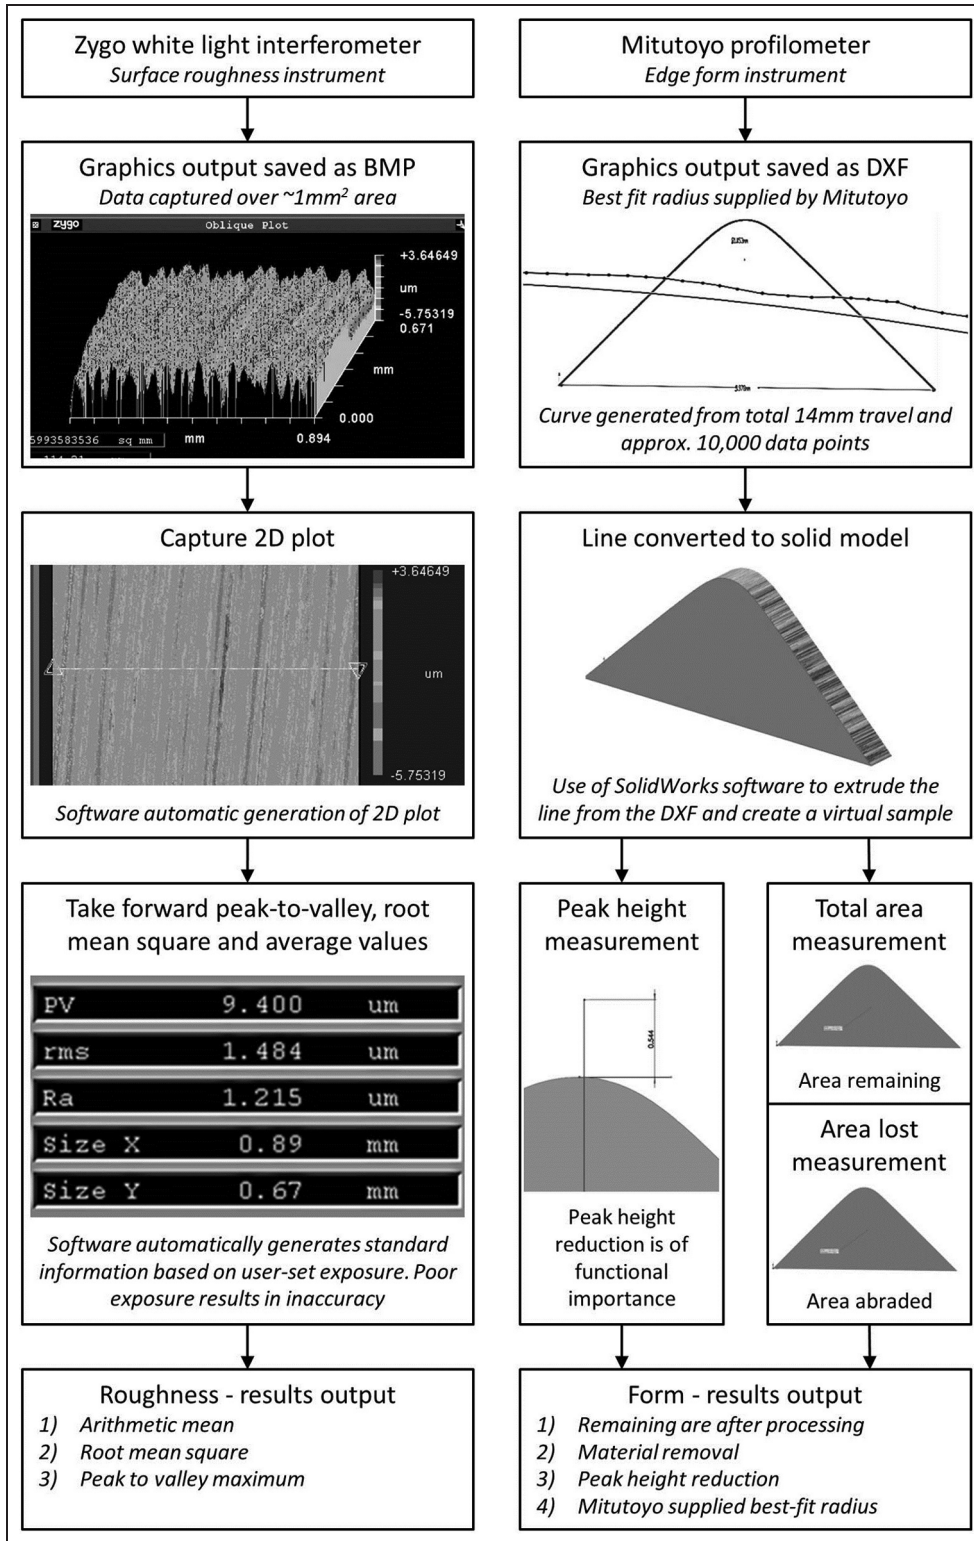 Zygo white light interferometer
Surface roughness instrument
Graphics output saved as BMP
Data captured over ~1mm² area
zygo
Oblique Plot
+3.64649
um
-5.75319
0.671
mm
0.000
5993583536 sq mm
mm
0.894
Capture 2D plot
+3.64649
um
-5.75319
Software automatic generation of 2D plot
Take forward peak-to-valley, root
mean square and average values
PV 9.400 um
rms 1.484 um
Ra 1.215 um
Size X 0.89 mm
Size Y 0.67 mm
Software automatically generates standard
information based on user-set exposure. Poor
exposure results in inaccuracy
Roughness - results output
1) Arithmetic mean
2) Root mean square
3) Peak to valley maximum
Mitutoyo profilometer
Edge form instrument
Graphics output saved as DXF
Best fit radius supplied by Mitutoyo
Curve generated from total 14mm travel and
approx. 10,000 data points
Line converted to solid model
Use of SolidWorks software to extrude the
line from the DXF and create a virtual sample
Peak height
measurement
0.544
Peak height
reduction is of
functional
importance
Total area
measurement
Area remaining
Area lost
measurement
Area abraded
Form - results output
1) Remaining are after processing
2) Material removal
3) Peak height reduction
4) Mitutoyo supplied best-fit radius